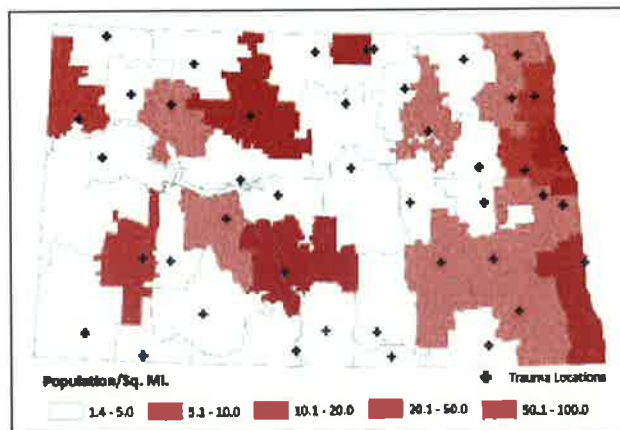 Population/Sq. Mi.
Trauma Locations
1.4 - 5.0
5.1 - 10.0
10.1 - 20.0
20.1 - 50.0
50.1 - 100.0